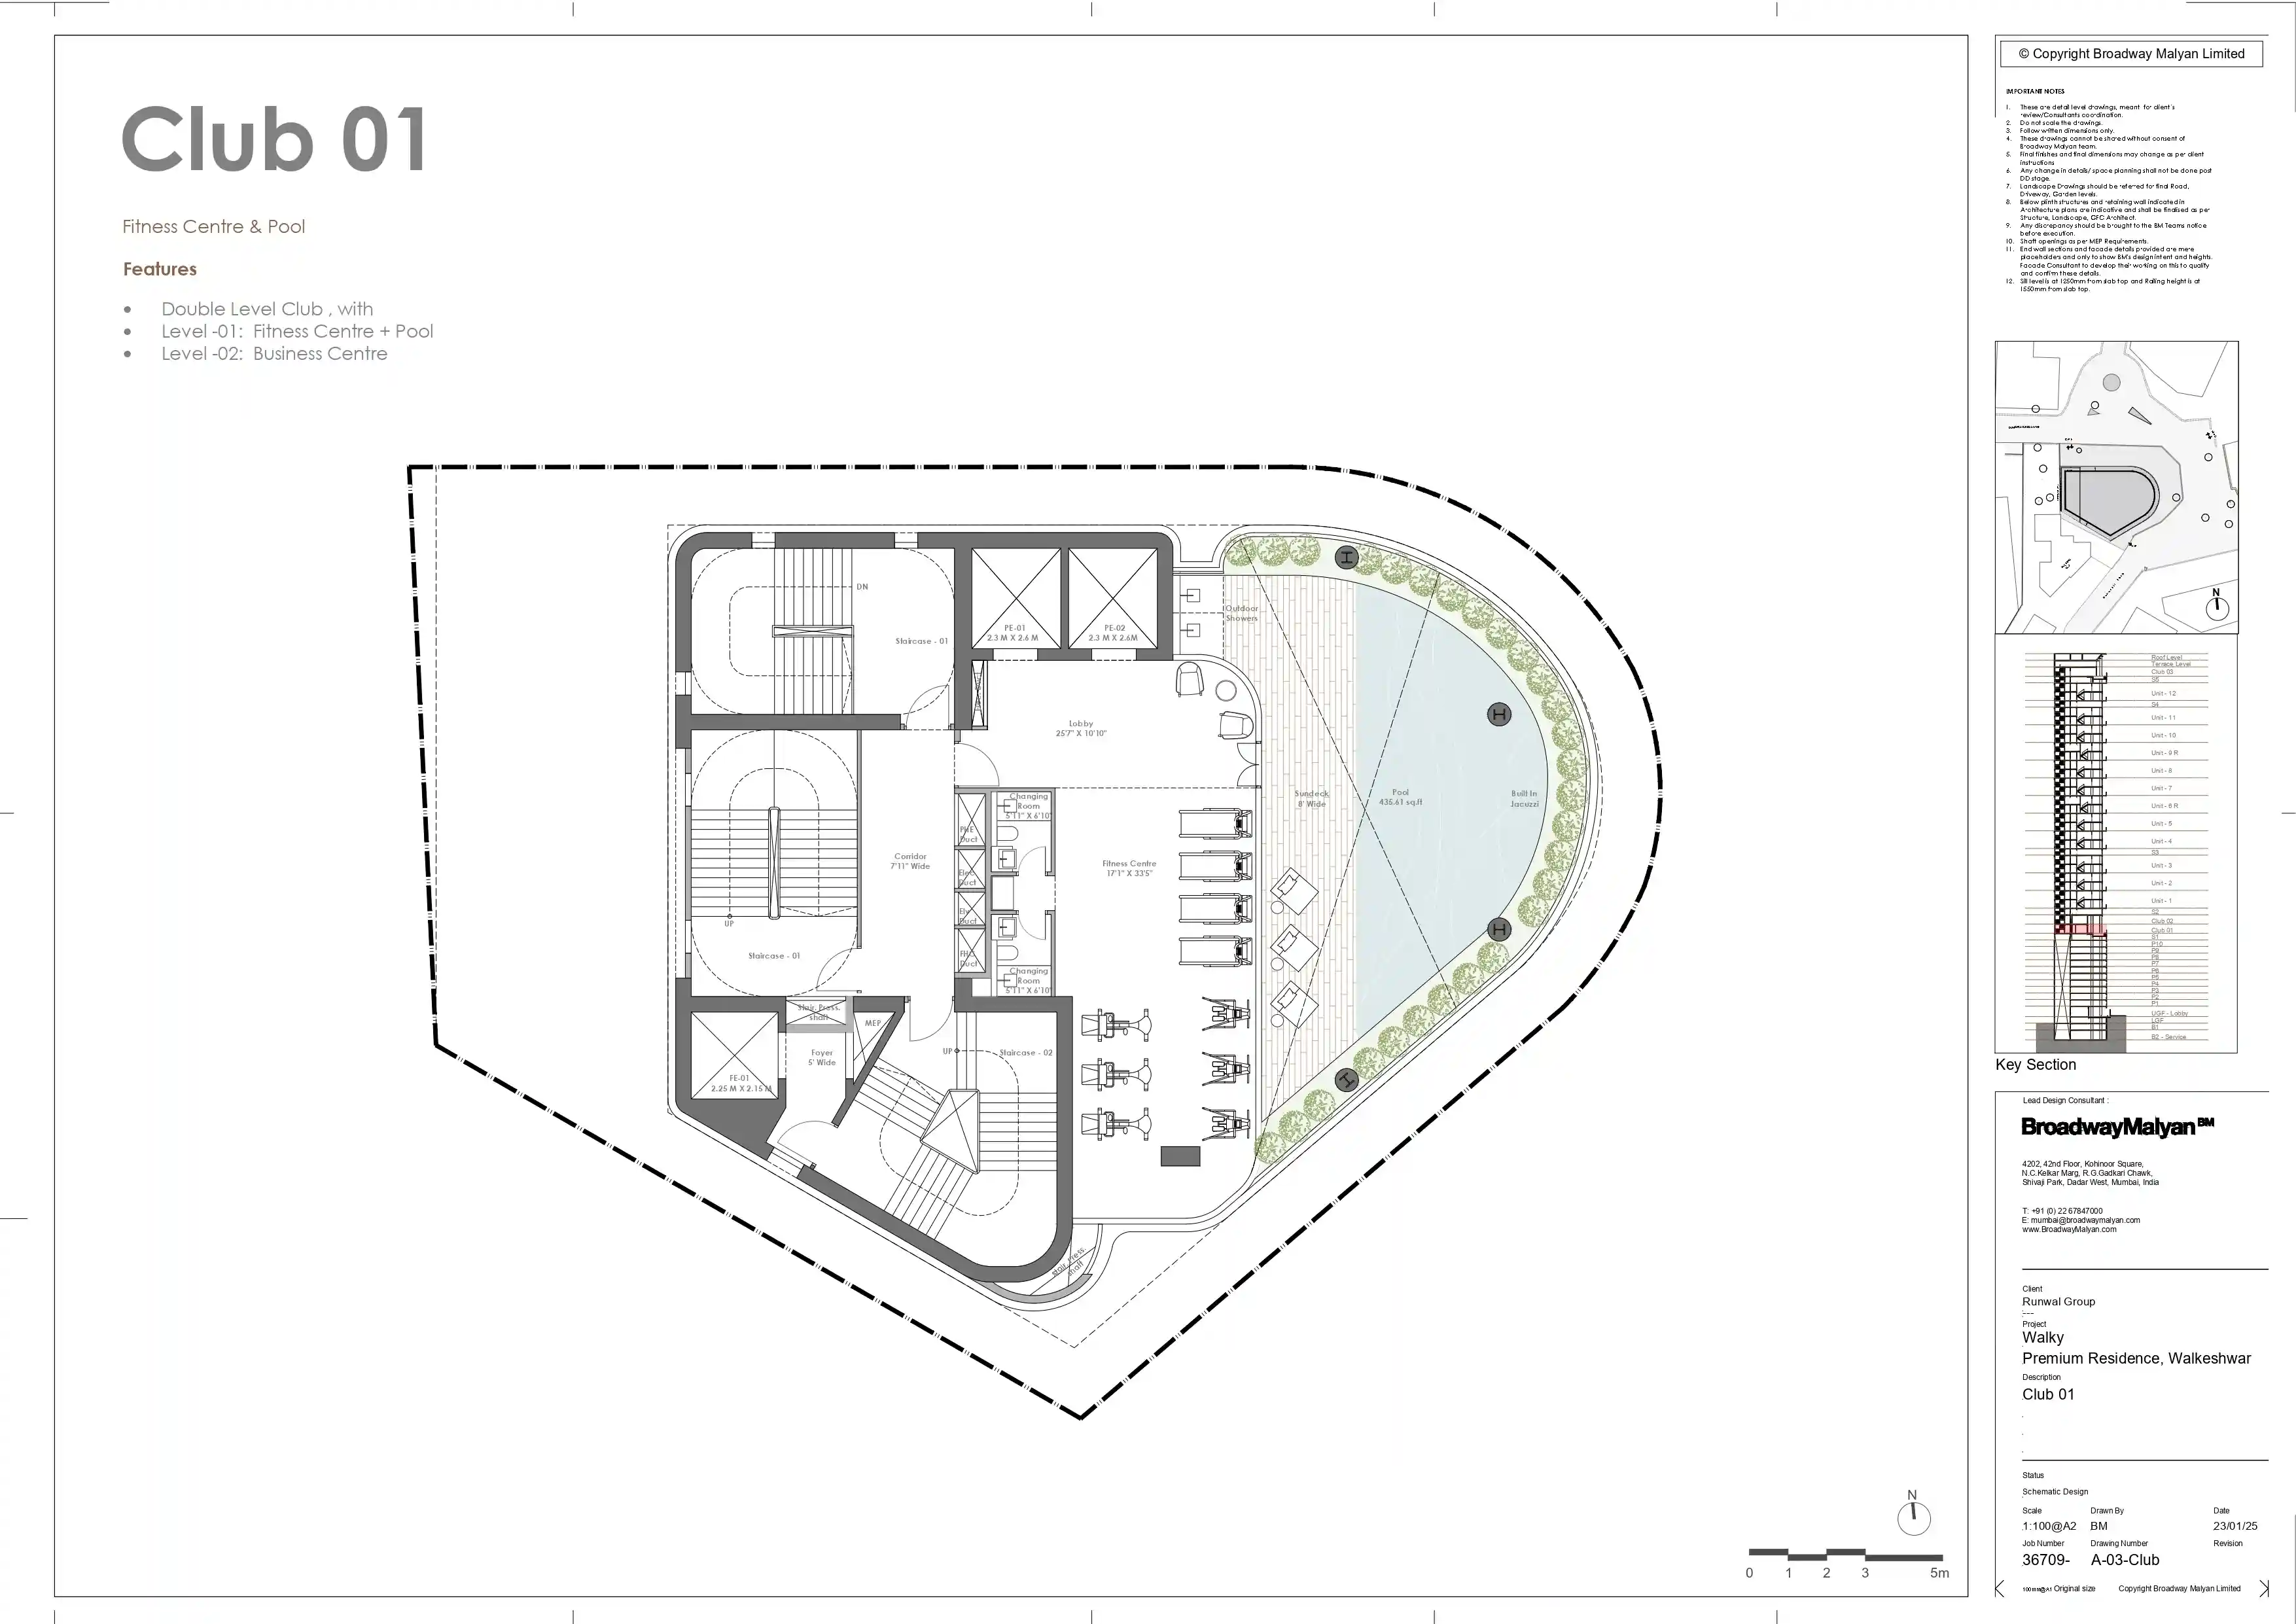 Club 01
Fitness Centre & Pool
Features
• Double Level Club , with
• Level -01: Fitness Centre + Pool
• Level -02: Business Centre
DN
Staircase - 01
PE-01
2.3 M X 2.6 M
PE-02
2.3 M X 2.6M
Outdoor
Showers
Lobby
25'7" X 10'10"
Changing
Room
5'11" X 6'10"
Duct
Corridor
7'11" Wide
Duct
Duct
Duct
Fitness Centre
17'1" X 33'5"
Sundeck
8' Wide
Pool
435.61 sq.ft
Built In
Jacuzzi
UP
Staircase - 01
Changing
Room
5'11" X 6'10"
Stair. Press.
shaft
MEP
Foyer
5' Wide
UP
Staircase - 02
FE-01
2.25 M X 2.15 M
Stair. Press.
shaft
N
0 1 2 3 5m
© Copyright Broadway Malyan Limited
IMPORTANT NOTES
1. These are detail level drawings, meant for client's
review/Consultants coordination.
2. Do not scale the drawings.
3. Follow written dimensions only.
4. These drawings cannot be shared without consent of
Broadway Malyan team.
5. Final finishes and final dimensions may change as per client
instructions
6. Any change in details/ space planning shall not be done post
DD stage.
7. Landscape Drawings should be referred for final Road,
Driveway, Garden levels.
8. Below plinth structures and retaining wall indicated in
Architecture plans are indicative and shall be finalised as per
Structure, Landscape, GFC Architect.
9. Any discrepancy should be brought to the BM Teams notice
before execution.
10. Shaft openings as per MEP Requirements.
11. End wall sections and facade details provided are mere
placeholders and only to show BM's design intent and heights.
Facade Consultant to develop their working on this to qualify
and confirm these details.
12. Sill level is at 1250mm from slab top and Railing height is at
1550mm from slab top.
N
Roof Level
Terrace Level
Club 03
S5
Unit - 12
S4
Unit - 11
Unit - 10
Unit - 9 R
Unit - 8
Unit - 7
Unit - 6 R
Unit - 5
Unit - 4
S3
Unit - 3
Unit - 2
Unit - 1
S2
Club 02
Club 01
S1
P10
P9
P8
P7
P6
P5
P4
P3
P2
P1
UGF - Lobby
LGF
B1
B2 - Service
Key Section
Lead Design Consultant :
BroadwayMalyan BM
4202, 42nd Floor, Kohinoor Square,
N.C.Kelkar Marg, R.G.Gadkari Chawk,
Shivaji Park, Dadar West, Mumbai, India
T: +91 (0) 22 67847000
E: mumbai@broadwaymalyan.com
www.BroadwayMalyan.com
Client
Runwal Group
---
Project
Walky
Premium Residence, Walkeshwar
Description
Club 01
Status
Schematic Design
Scale Drawn By Date
1:100@A2 BM 23/01/25
Job Number Drawing Number Revision
36709- A-03-Club
100mm@A1 Original size Copyright Broadway Malyan Limited